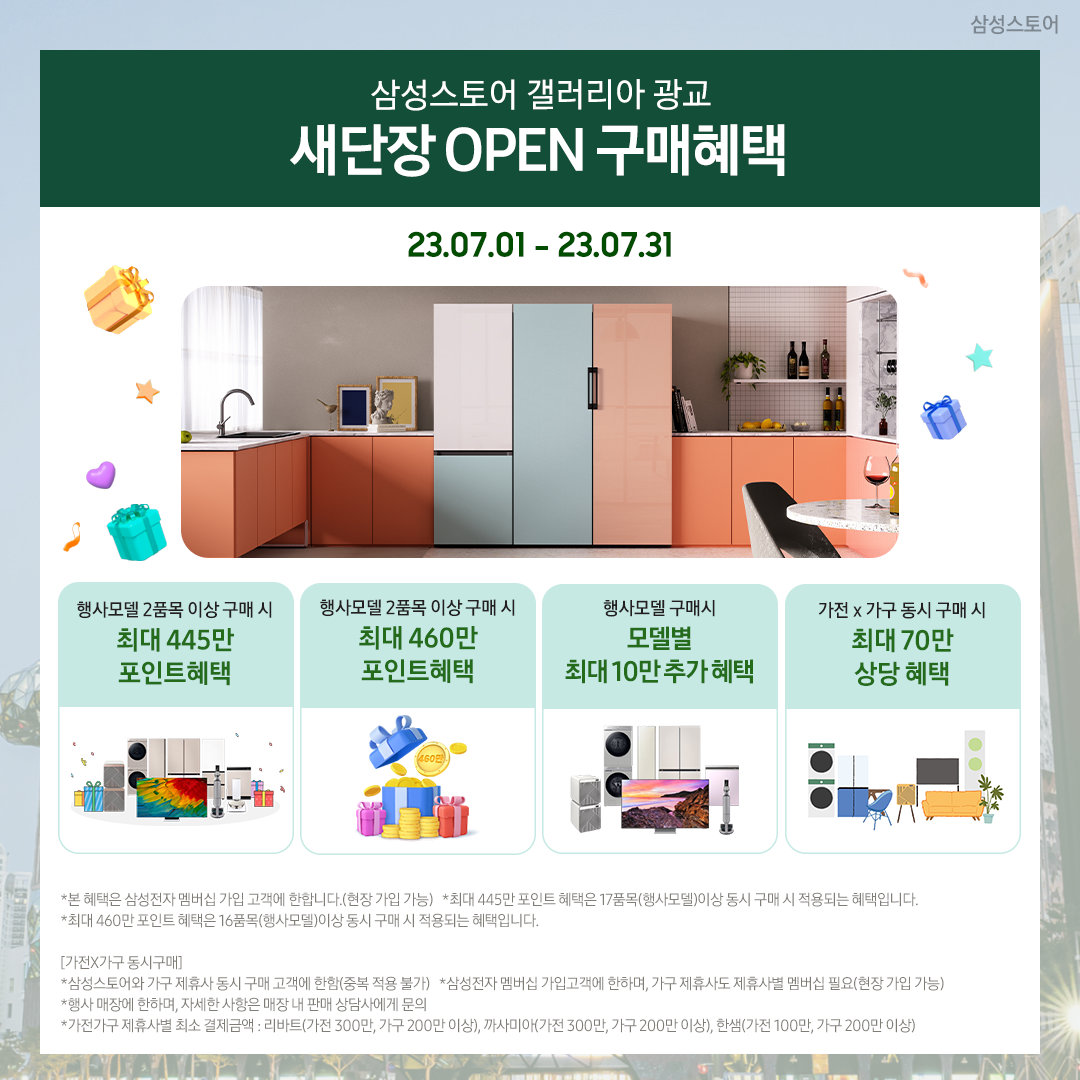 삼성스토어
삼성스토어 갤러리아 광교
새단장 OPEN 구매혜택
23.07.01 - 23.07.31
행사모델 2품목 이상 구매 시
최대 445만
포인트혜택
행사모델 2품목 이상 구매 시
최대 460만
포인트혜택
460만
행사모델 구매시
모델별
최대 10만 추가 혜택
가전 x 가구 동시 구매 시
최대 70만
상당 혜택
*본 혜택은 삼성전자 멤버십 가입 고객에 한합니다.(현장 가입 가능) *최대 445만 포인트 혜택은 17품목(행사모델)이상 동시 구매 시 적용되는 혜택입니다.
*최대 460만 포인트 혜택은 16품목(행사모델)이상 동시 구매 시 적용되는 혜택입니다.
[가전X가구 동시구매]
*삼성스토어와 가구 제휴사 동시 구매 고객에 한함(중복 적용 불가) *삼성전자 멤버십 가입고객에 한하며, 가구 제휴사도 제휴사별 멤버십 필요(현장 가입 가능)
*행사 매장에 한하며, 자세한 사항은 매장 내 판매 상담사에게 문의
*가전가구 제휴사별 최소 결제금액 : 리바트(가전 300만, 가구 200만 이상), 까사미아(가전 300만, 가구 200만 이상), 한샘(가전 100만, 가구 200만 이상)